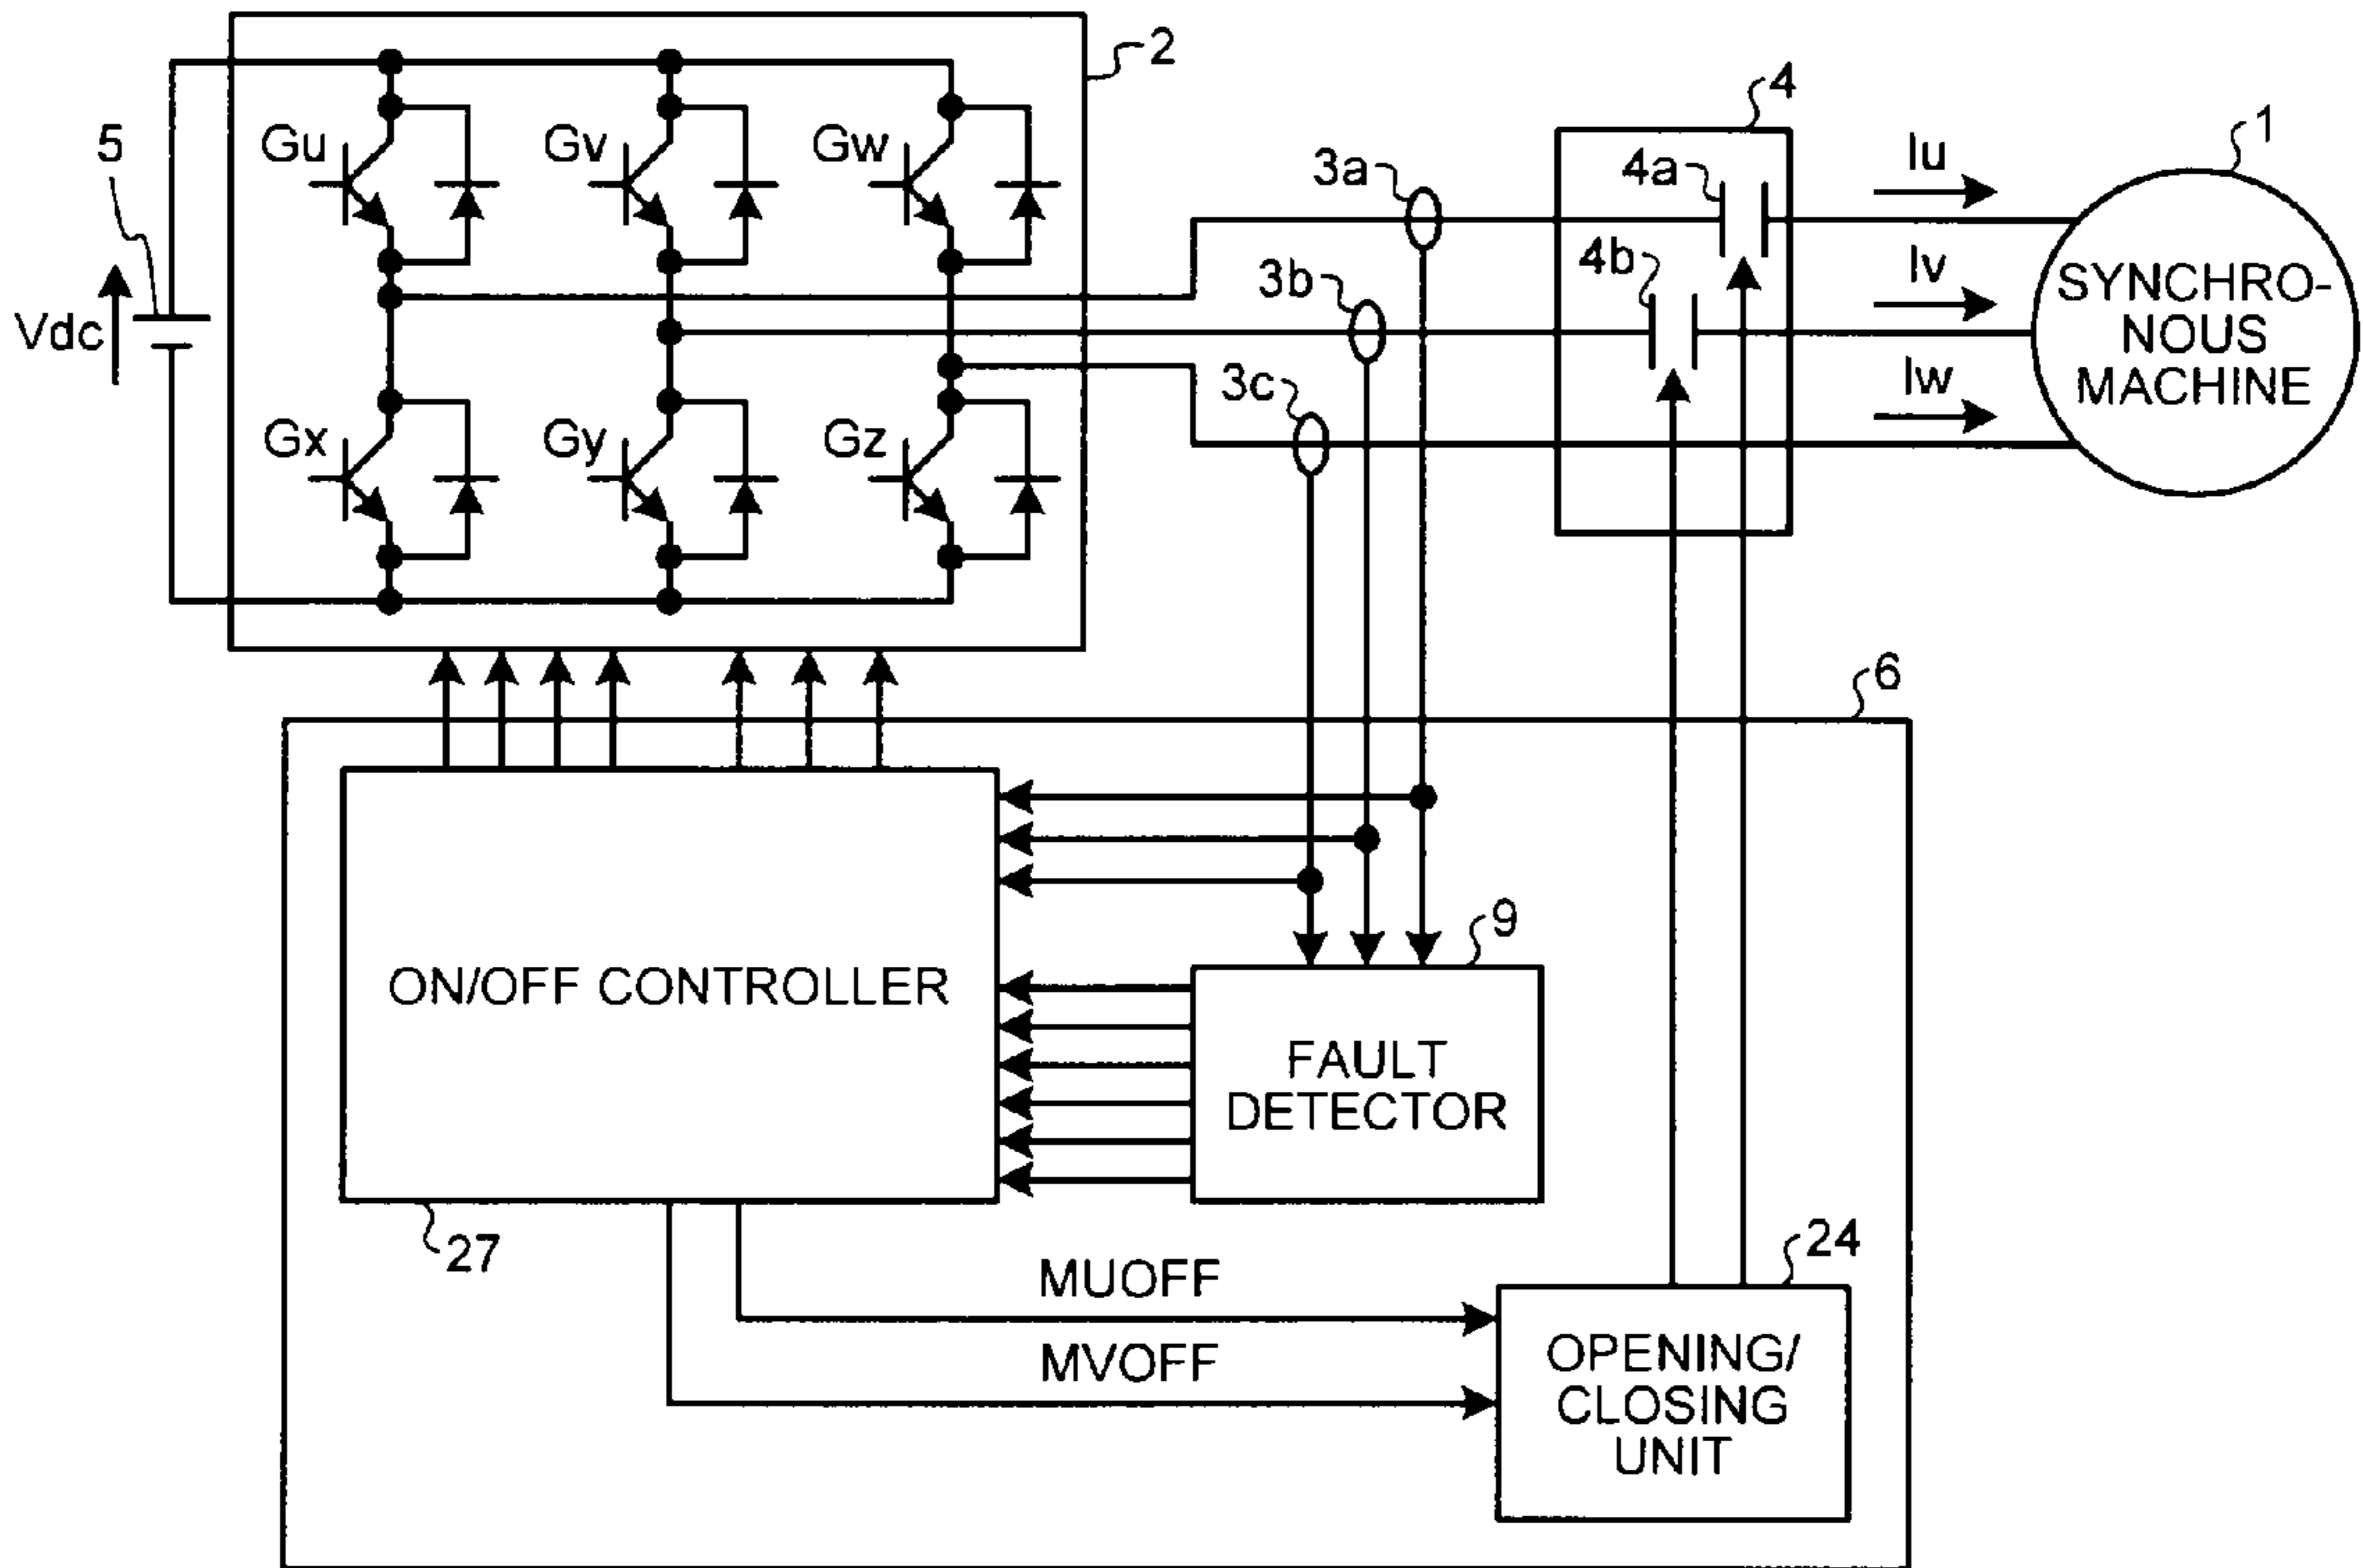 2
4
1
5
Gu
Gv
Gw
3a
4a
Iu
3b
4b
Iv
SYNCHRO-
NOUS
MACHINE
Vdc
3c
Iw
Gx
Gy
Gz
6
9
ON/OFF CONTROLLER
FAULT
DETECTOR
27
24
MUOFF
MVOFF
OPENING/
CLOSING
UNIT